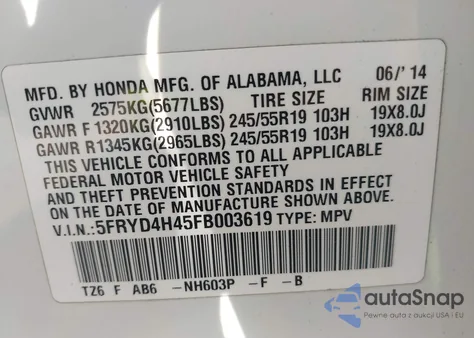 MFD. BY HONDA MFG. OF ALABAMA, LLC 06/'14
GVWR 2575KG(5677LBS) TIRE SIZE RIM SIZE
GAWR F 1320KG(2910LBS) 245/55R19 103H 19X8.0J
GAWR R1345KG(2965LBS) 245/55R19 103H 19X8.0J
THIS VEHICLE CONFORMS TO ALL APPLICABLE
FEDERAL MOTOR VEHICLE SAFETY
AND THEFT PREVENTION STANDARDS IN EFFECT
ON THE DATE OF MANUFACTURE SHOWN ABOVE.
V.I.N.: 5FRYD4H45FB003619 TYPE: MPV
TZ6 F AB6 -NH603P -F -B
autoSnap
Pewne auta z USA i EU